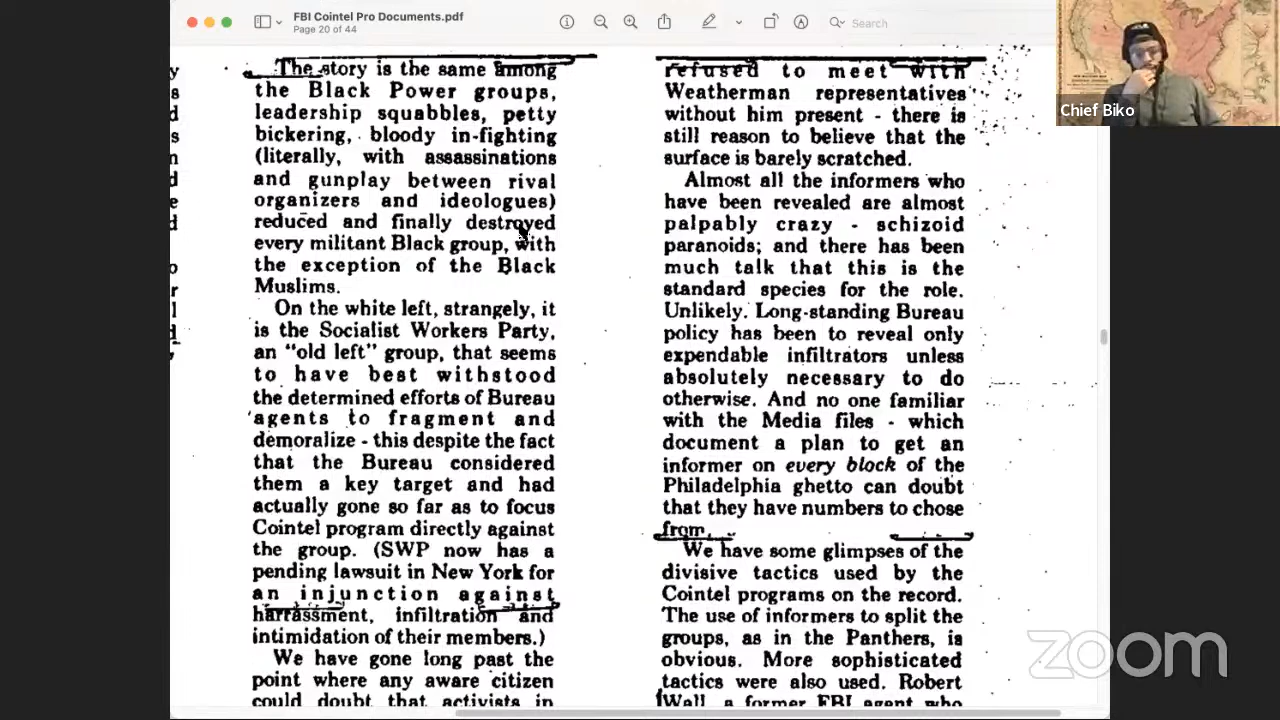 FBI Cointel Pro Documents.pdf
Page 20 of 44
Search
Chief Biko
The story is the same among
the Black Power groups,
leadership squabbles, petty
bickering, bloody in-fighting
(literally, with assassinations
and gunplay between rival
organizers and ideologues)
reduced and finally destroyed
every militant Black group, with
the exception of the Black
Muslims.
On the white left, strangely, it
is the Socialist Workers Party,
an "old left" group, that seems
to have best withstood
the determined efforts of Bureau
agents to fragment and
demoralize - this despite the fact
that the Bureau considered
them a key target and had
actually gone so far as to focus
Cointel program directly against
the group. (SWP now has a
pending lawsuit in New York for
an injunction against
harrassment, infiltration and
intimidation of their members.)
We have gone long past the
point where any aware citizen
could doubt that activists in
refused to meet with
Weatherman representatives
without him present - there is
still reason to believe that the
surface is barely scratched.
Almost all the informers who
have been revealed are almost
palpably crazy - schizoid
paranoids; and there has been
much talk that this is the
standard species for the role.
Unlikely. Long-standing Bureau
policy has been to reveal only
expendable infiltrators unless
absolutely necessary to do
otherwise. And no one familiar
with the Media files - which
document a plan to get an
informer on every block of the
Philadelphia ghetto can doubt
that they have numbers to chose
from.
We have some glimpses of the
divisive tactics used by the
Cointel programs on the record.
The use of informers to split the
groups, as in the Panthers, is
obvious. More sophisticated
tactics were also used. Robert
Wall, a former FBI agent who
zoom